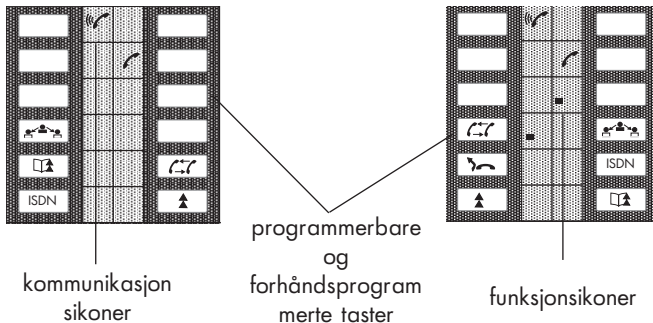 ISDN
ISDN
programmerbare
og
forhåndsprogram
merte taster
kommunikasjon
sikoner
funksjonsikoner